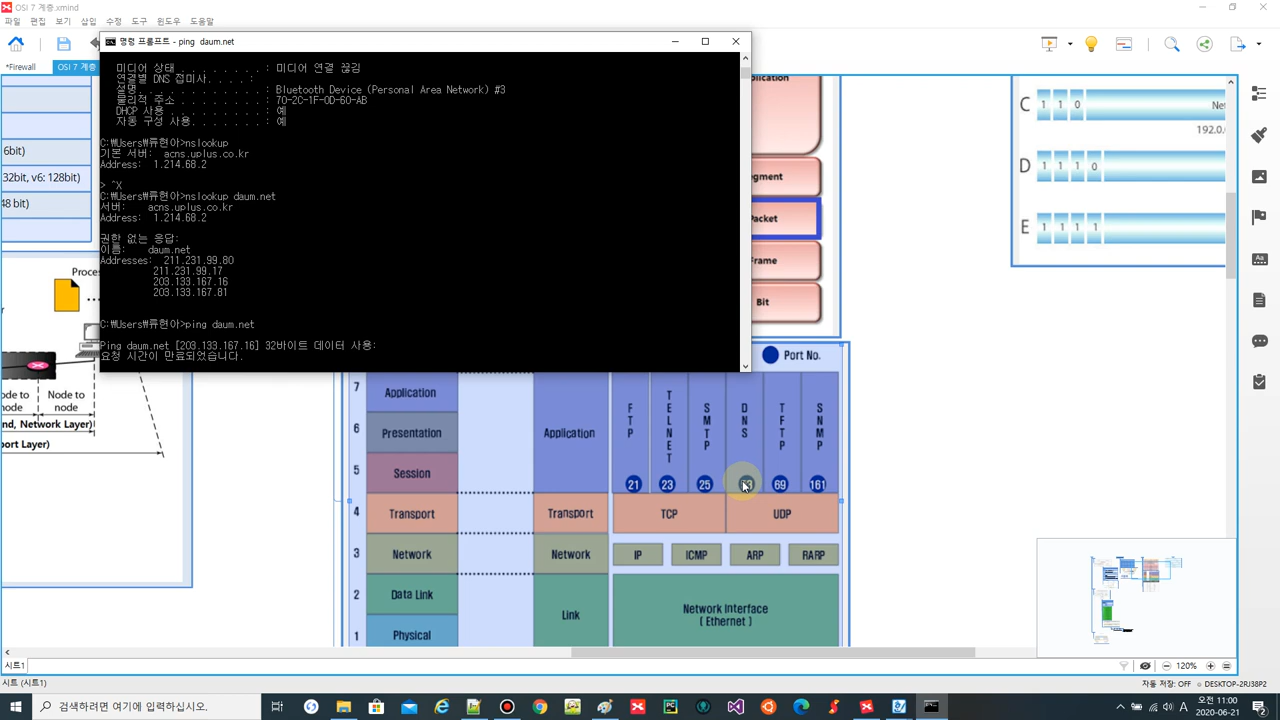 OSI 7 계층.xmind
파일 편집 보기 삽입 수정 도구 윈도우 도움말
*Firewall OSI 7 계층
명령 프롬프트 - ping daum.net
미디어 상태 . . . . . . . . : 미디어 연결 끊김
연결별 DNS 접미사. . . . :
설명. . . . . . . . . . . . : Bluetooth Device (Personal Area Network) #3
물리적 주소 . . . . . . . . : 70-2C-1F-0D-60-AB
DHCP 사용 . . . . . . . . . : 예
자동 구성 사용. . . . . . . : 예
C:\Users\류현아>nslookup
기본 서버: acns.uplus.co.kr
Address: 1.214.68.2
> ^X
C:\Users\류현아>nslookup daum.net
서버: acns.uplus.co.kr
Address: 1.214.68.2
권한 없는 응답:
이름: daum.net
Addresses: 211.231.99.80
211.231.99.17
203.133.167.16
203.133.167.81
C:\Users\류현아>ping daum.net
Ping daum.net [203.133.167.16] 32바이트 데이터 사용:
요청 시간이 만료되었습니다.
6bit)
32bit, v6: 128bit)
48 bit)
lication
gment
Packet
Frame
Bit
C 1 1 0
Net
192.0.
D 1 1 1 0
E 1 1 1 1
Proces
ode to
node
Node to
node
nd, Network Layer)
port Layer)
Port No.
7 Application
6 Presentation
5 Session
4 Transport
3 Network
2 Data Link
1 Physical
Application
Transport
Network
Link
FTP TELNET SMTP DNS TFTP SNMP
21 23 25 69 161
TCP UDP
IP ICMP ARP RARP
Network Interface
( Ethernet )
시트1
120%
시트 (시트1)
자동 저장: OFF DESKTOP-2RJ38P2
검색하려면 여기에 입력하십시오.
A
오전 11:00
2020-06-21